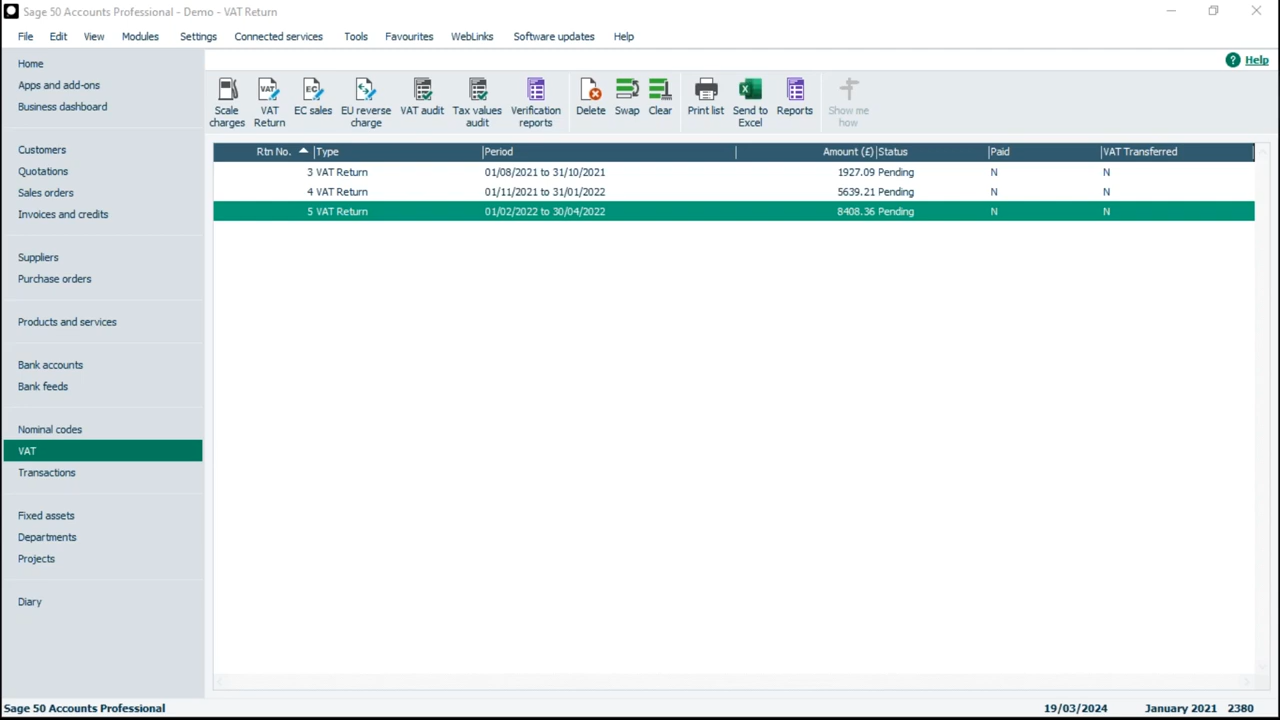 Sage 50 Accounts Professional - Demo - VAT Return
File Edit View Modules Settings Connected services Tools Favourites WebLinks Software updates Help
? Help
Home
Apps and add-ons
Business dashboard
Customers
Quotations
Sales orders
Invoices and credits
Suppliers
Purchase orders
Products and services
Bank accounts
Bank feeds
Nominal codes
VAT
Transactions
Fixed assets
Departments
Projects
Diary
Scale charges
VAT Return
EC sales
EU reverse charge
VAT audit
Tax values audit
Verification reports
Delete
Swap
Clear
Print list
Send to Excel
Reports
Show me how
Rtn No. Type Period Amount (£) Status Paid VAT Transferred
3 VAT Return 01/08/2021 to 31/10/2021 1927.09 Pending N N
4 VAT Return 01/11/2021 to 31/01/2022 5639.21 Pending N N
5 VAT Return 01/02/2022 to 30/04/2022 8408.36 Pending N N
Sage 50 Accounts Professional 19/03/2024 January 2021 2380